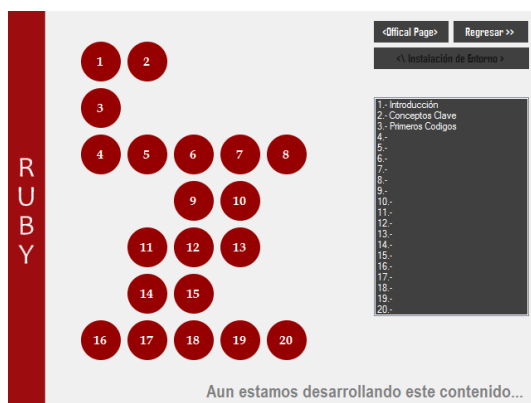 RUBY
<Offical Page>
Regresar >>
<\ Instalación de Entorno >
1 2
3
4 5 6 7 8
9 10
11 12 13
14 15
16 17 18 19 20
1.- Introducción
2.- Conceptos Clave
3.- Primeros Codigos
4.-
5.-
6.-
7.-
8.-
9.-
10.-
11.-
12.-
13.-
14.-
15.-
16.-
17.-
18.-
19.-
20.-
Aun estamos desarrollando este contenido...